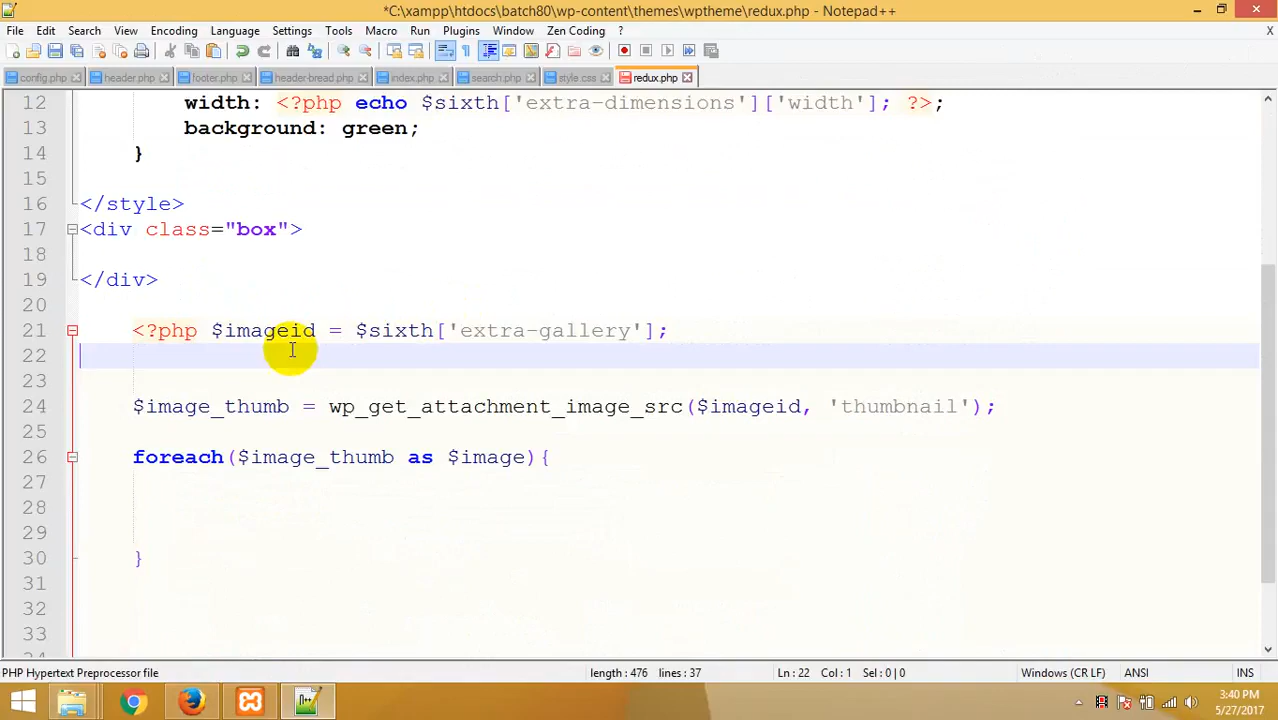 *C:\xampp\htdocs\batch80\wp-content\themes\wptheme\redux.php - Notepad++
File Edit Search View Encoding Language Settings Tools Macro Run Plugins Window Zen Coding ? X
config.php header.php footer.php header-bread.php index.php search.php style.css redux.php
12 width: <?php echo $sixth['extra-dimensions']['width']; ?>;
13 background: green;
14 }
15
16 </style>
17 <div class="box">
18
19 </div>
20
21 <?php $imageid = $sixth['extra-gallery'];
22
23
24 $image_thumb = wp_get_attachment_image_src($imageid, 'thumbnail');
25
26 foreach($image_thumb as $image){
27
28
29
30 }
31
32
33
PHP Hypertext Preprocessor file length : 476 lines : 37 Ln : 22 Col : 1 Sel : 0 | 0 Windows (CR LF) ANSI INS
3:40 PM
5/27/2017